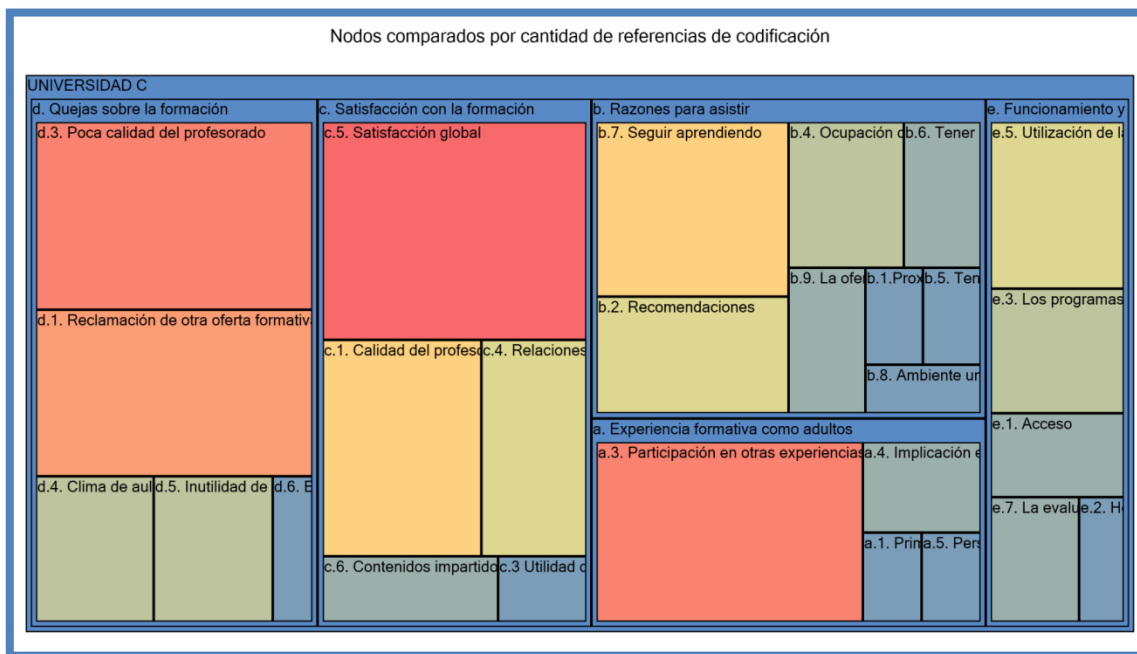 Nodos comparados por cantidad de referencias de codificación
UNIVERSIDAD C
d. Quejas sobre la formación
d.3. Poca calidad del profesorado
d.1. Reclamación de otra oferta formativa
d.4. Clima de aul
d.5. Inutilidad de
d.6. E
c. Satisfacción con la formación
c.5. Satisfacción global
c.1. Calidad del profeso
c.4. Relaciones
c.6. Contenidos impartido
c.3 Utilidad d
b. Razones para asistir
b.7. Seguir aprendiendo
b.2. Recomendaciones
b.4. Ocupación d
b.6. Tener
b.9. La ofer
b.1.Prox
b.5. Ten
b.8. Ambiente un
a. Experiencia formativa como adultos
a.3. Participación en otras experiencias
a.4. Implicación e
a.1. Prim
a.5. Pers
e. Funcionamiento y
e.5. Utilización de la
e.3. Los programas
e.1. Acceso
e.7. La evalu
e.2. Ho